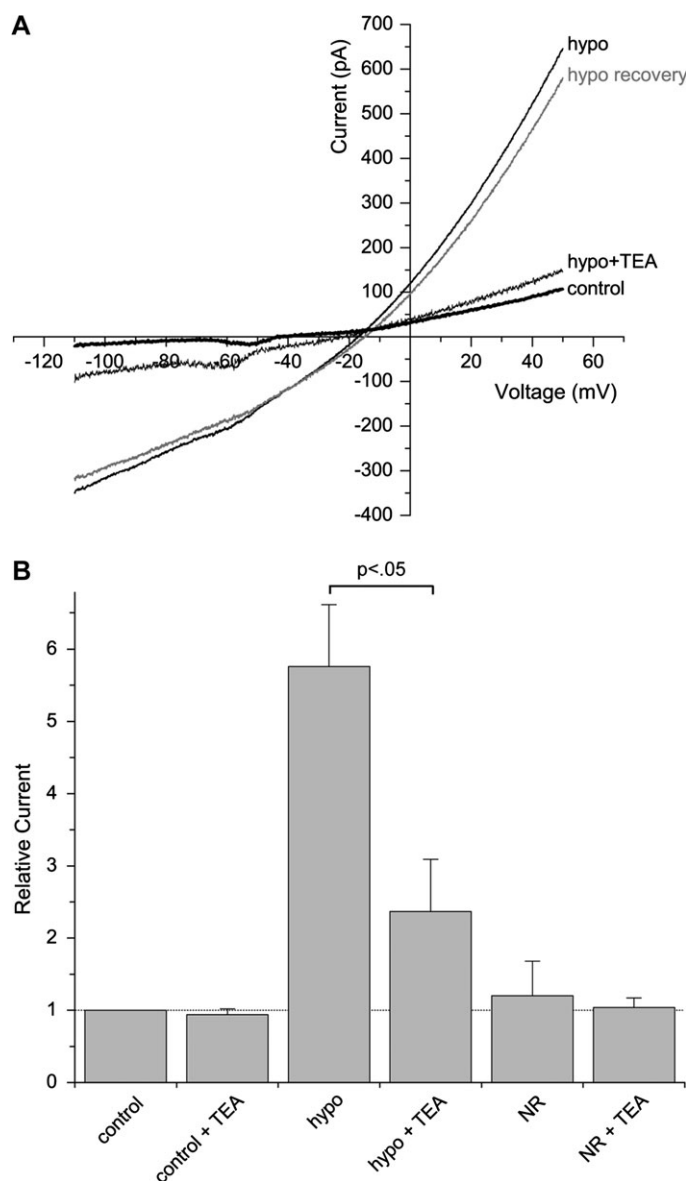 A
Current (pA)
700
600
500
400
300
200
100
-100
-200
-300
-400
-120 -100 -80 -60 -40 -20 20 40 60
Voltage (mV)
hypo
hypo recovery
hypo+TEA
control
B
p<.05
Relative Current
6
5
4
3
2
1
0
control
control + TEA
hypo
hypo + TEA
NR
NR + TEA